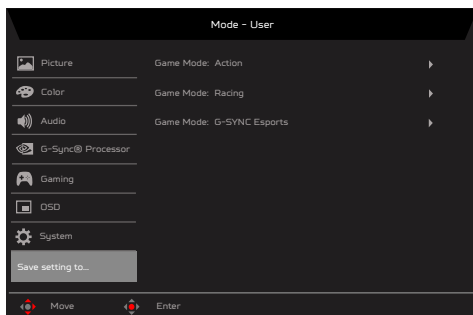 Mode - User
Picture
Game Mode: Action
Color
Game Mode: Racing
Audio
Game Mode: G-SYNC Esports
G-Sync® Processor
Gaming
OSD
System
Save setting to...
Move
Enter